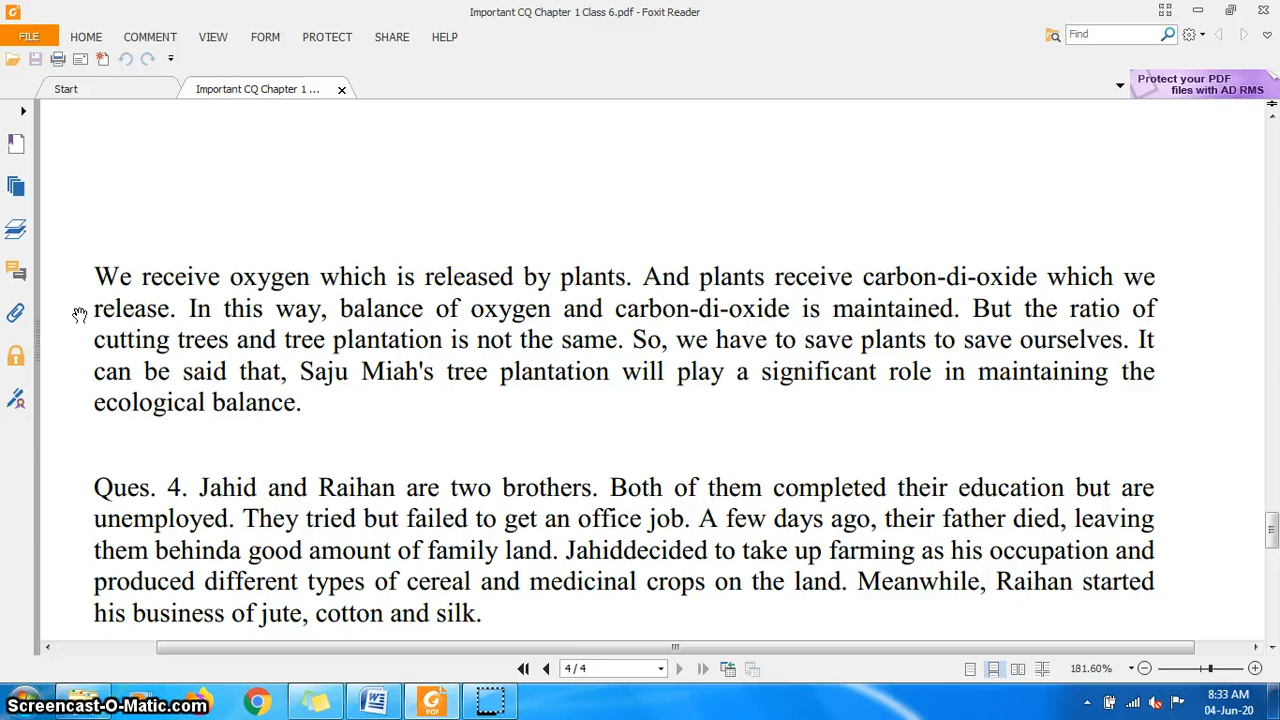 Important CQ Chapter 1 Class 6.pdf - Foxit Reader
FILE HOME COMMENT VIEW FORM PROTECT SHARE HELP
Find
Start
Important CQ Chapter 1 ...
Protect your PDF
files with AD RMS
We receive oxygen which is released by plants. And plants receive carbon-di-oxide which we
release. In this way, balance of oxygen and carbon-di-oxide is maintained. But the ratio of
cutting trees and tree plantation is not the same. So, we have to save plants to save ourselves. It
can be said that, Saju Miah's tree plantation will play a significant role in maintaining the
ecological balance.
Ques. 4. Jahid and Raihan are two brothers. Both of them completed their education but are
unemployed. They tried but failed to get an office job. A few days ago, their father died, leaving
them behinda good amount of family land. Jahiddecided to take up farming as his occupation and
produced different types of cereal and medicinal crops on the land. Meanwhile, Raihan started
his business of jute, cotton and silk.
4 / 4
181.60%
Screencast-O-Matic.com
8:33 AM
04-Jun-20